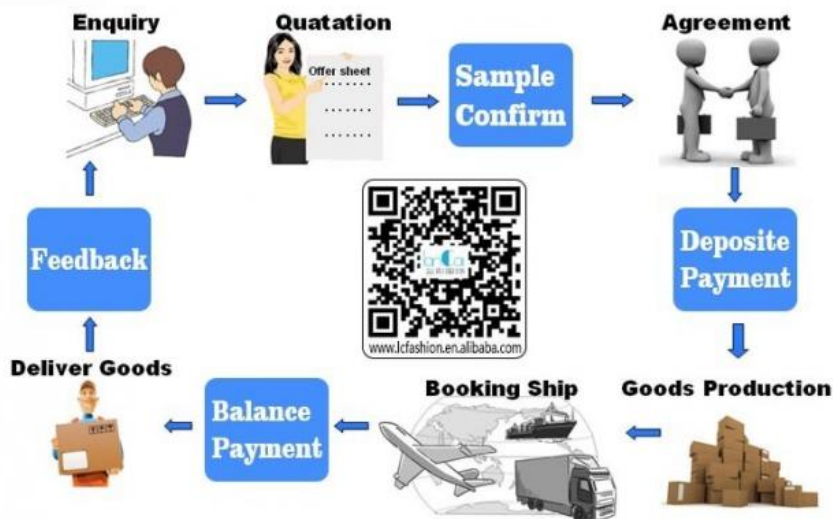 Enquiry
Quatation
Agreement
Offer sheet
Sample
Confirm
Feedback
Deposite
Payment
www.lcfashion.en.alibaba.com
Deliver Goods
Balance
Payment
Booking Ship
Goods Production